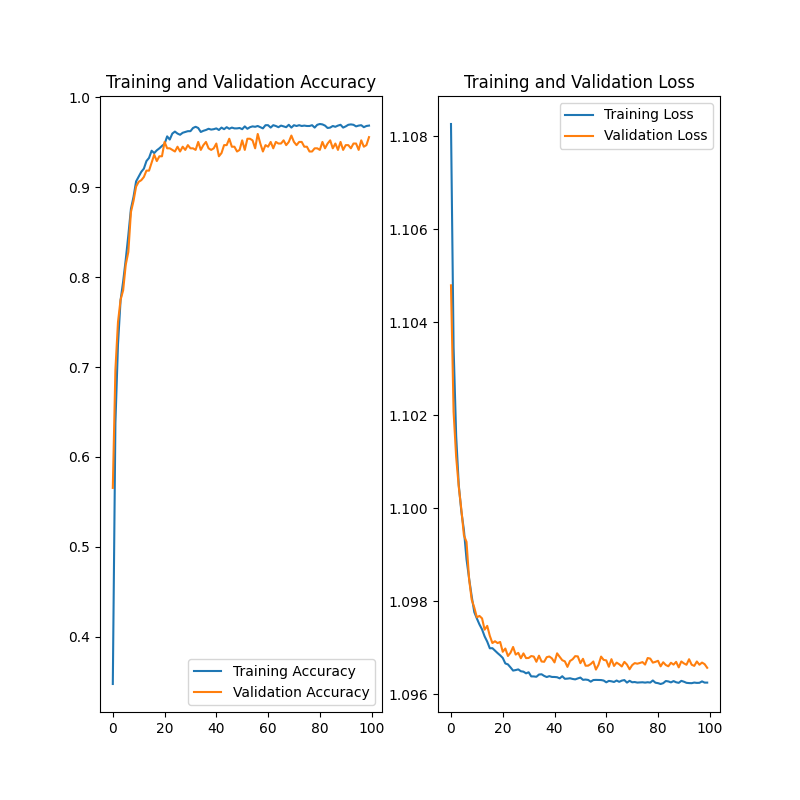 Training and Validation Accuracy
1.0
0.9
0.8
0.7
0.6
0.5
0.4
Training Accuracy
Validation Accuracy
0 20 40 60 80 100
Training and Validation Loss
Training Loss
Validation Loss
1.108
1.106
1.104
1.102
1.100
1.098
1.096
0 20 40 60 80 100